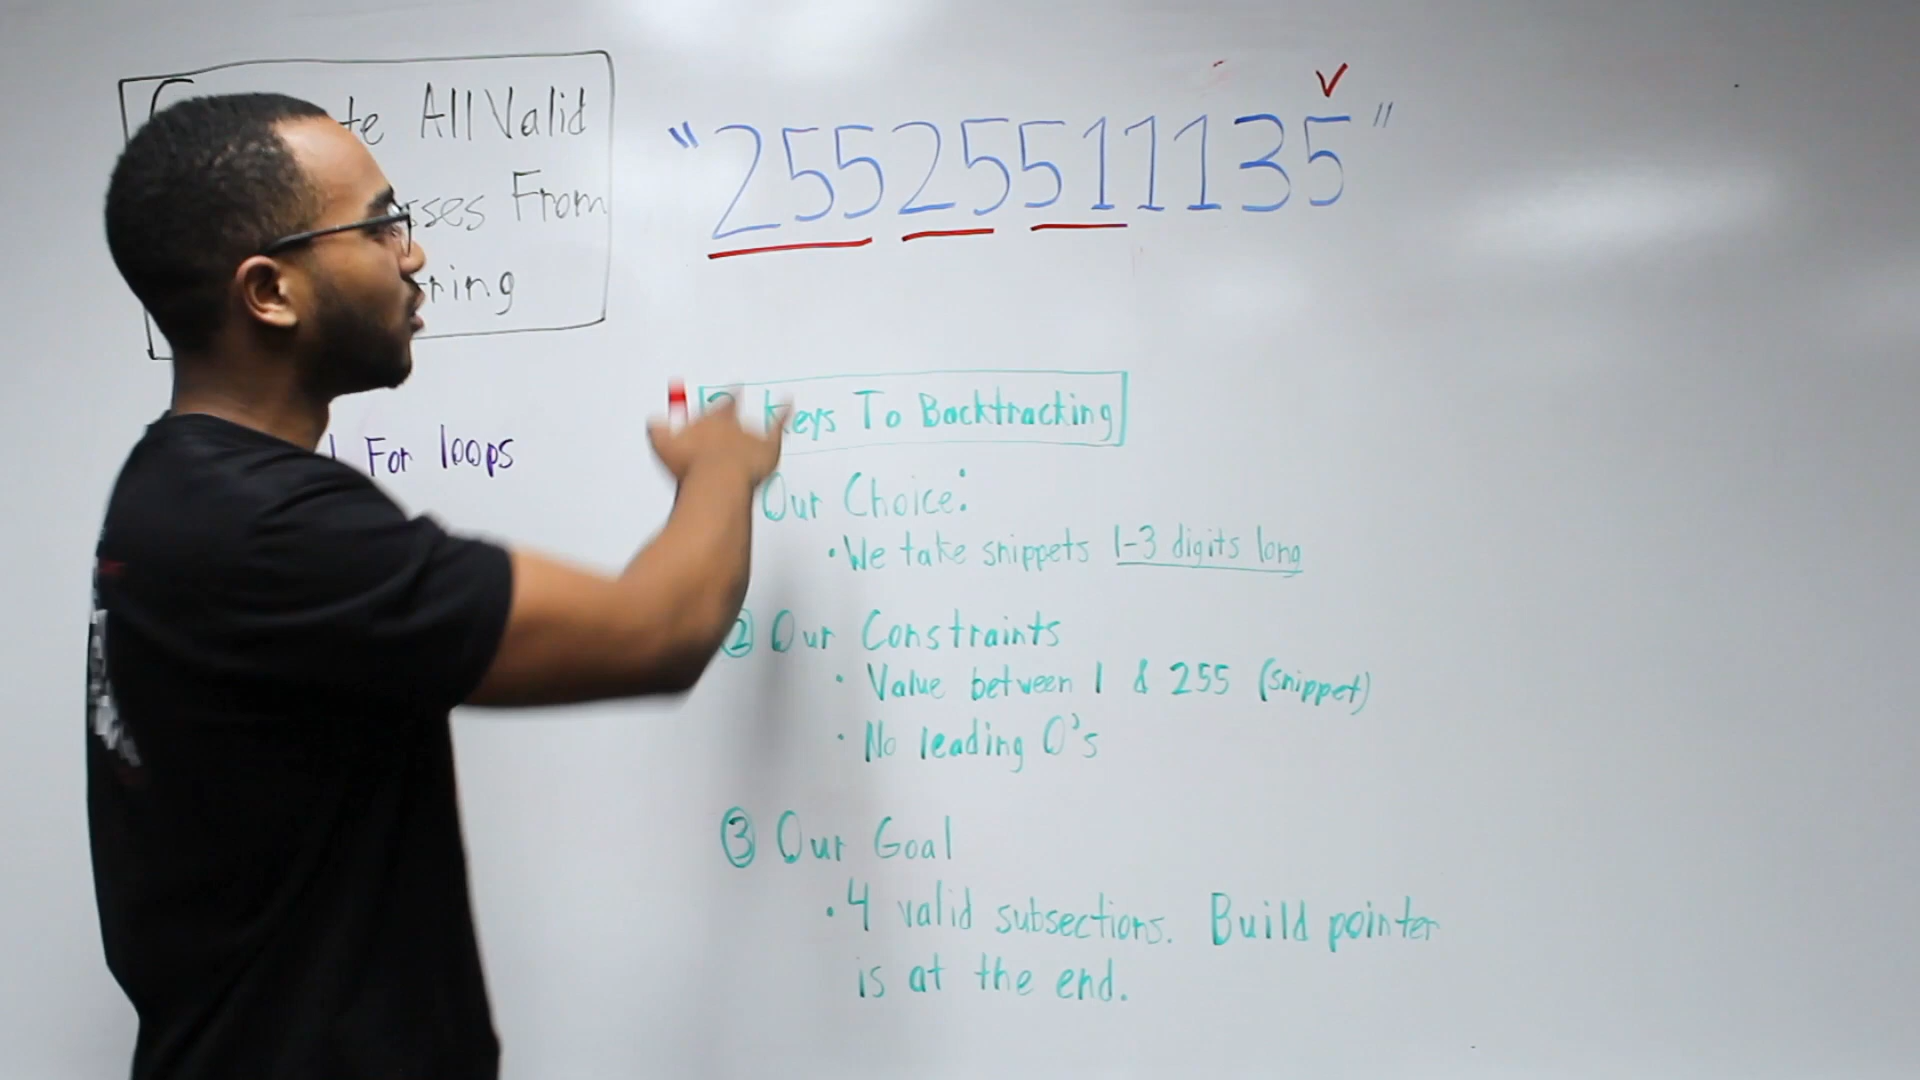 All Valid
From
"25525511135"
Keys To Backtracking
For loops
Our Choice:
• We take snippets 1-3 digits long
② Our Constraints
• Value between 1 & 255 (snippet)
• No leading 0's
③ Our Goal
• 4 valid subsections. Build pointer
is at the end.